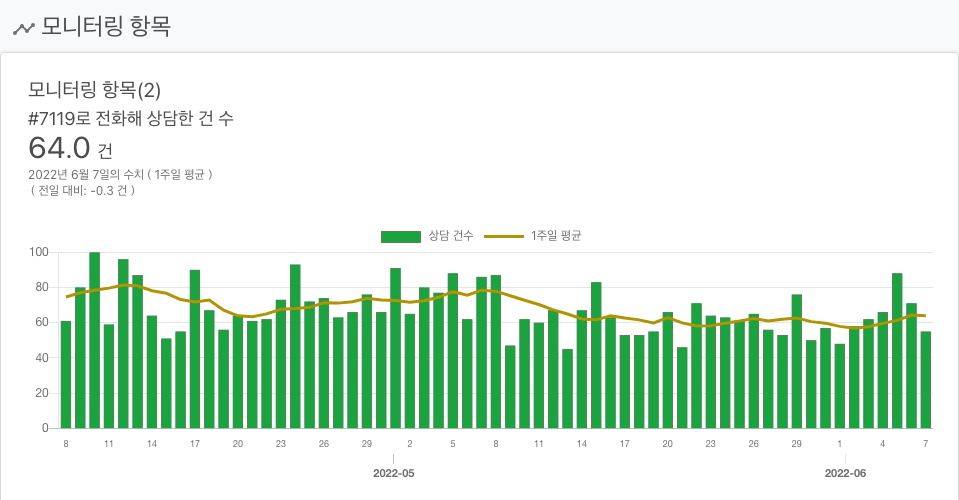 모니터링 항목
모니터링 항목(2)
#7119로 전화해 상담한 건 수
64.0 건
2022년 6월 7일의 수치 ( 1주일 평균 )
( 전일 대비: -0.3 건 )
상담 건수 1주일 평균
100
80
60
40
20
0
8 11 14 17 20 23 26 29 2 5 8 11 14 17 20 23 26 29 1 4 7
2022-05 2022-06